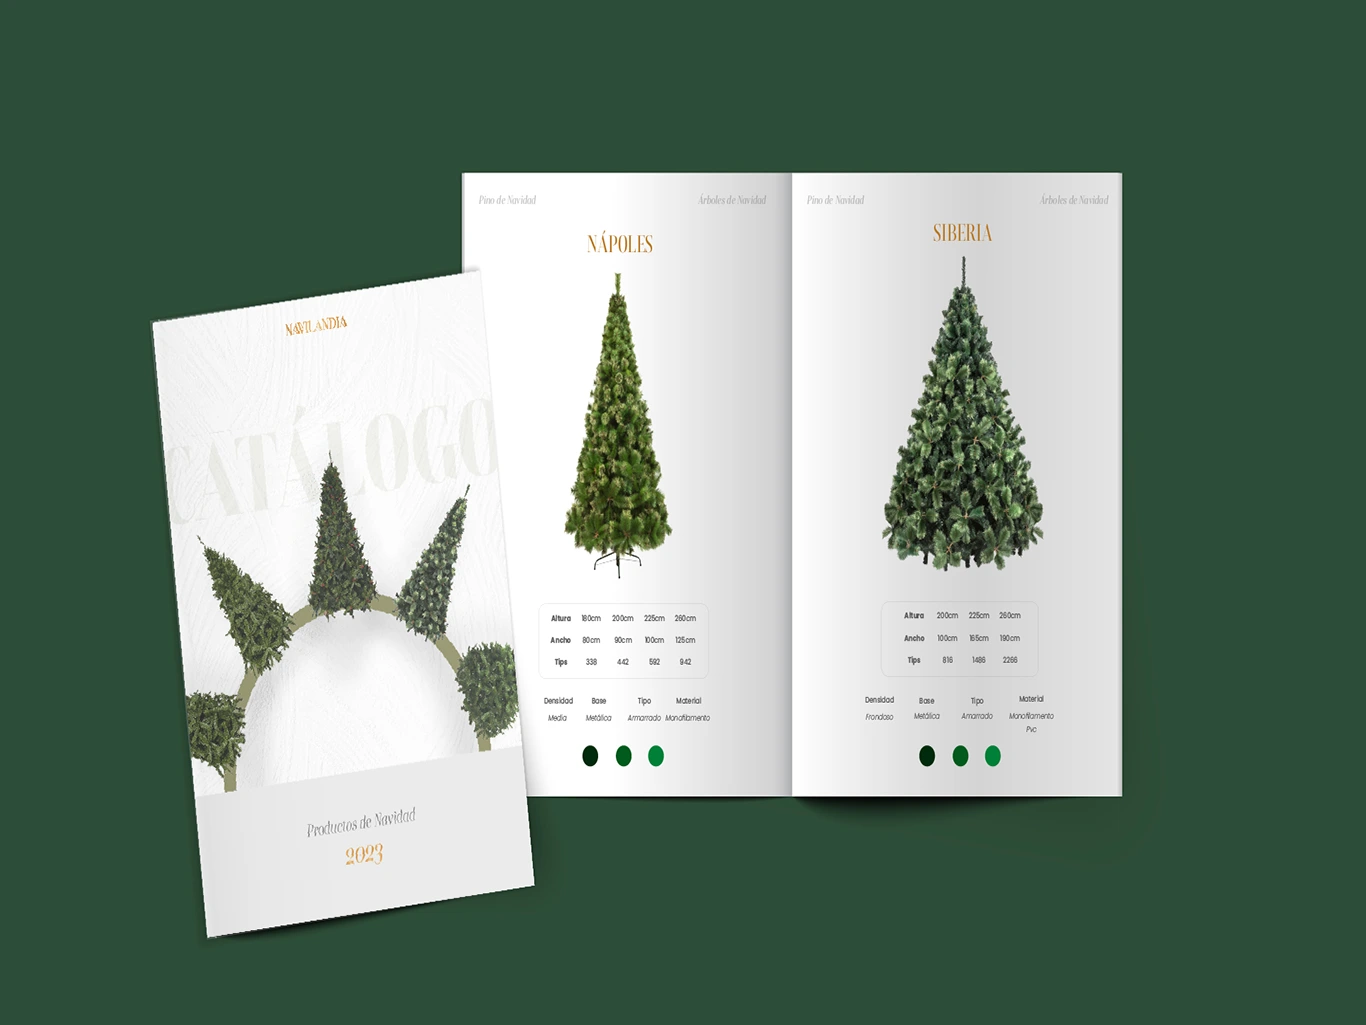 NAVILANDIA
CATÁLOGO
Productos de Navidad
2023
Pino de Navidad Árboles de Navidad
NÁPOLES
Altura 180cm 200cm 225cm 260cm
Ancho 80cm 90cm 100cm 125cm
Tips 338 442 592 942
Densidad Base Tipo Material
Media Metálica Amarrado Monofilamento
Pino de Navidad Árboles de Navidad
SIBERIA
Altura 200cm 225cm 260cm
Ancho 100cm 165cm 190cm
Tips 816 1486 2266
Densidad Base Tipo Material
Frondoso Metálica Amarrado Monofilamento
Pvc